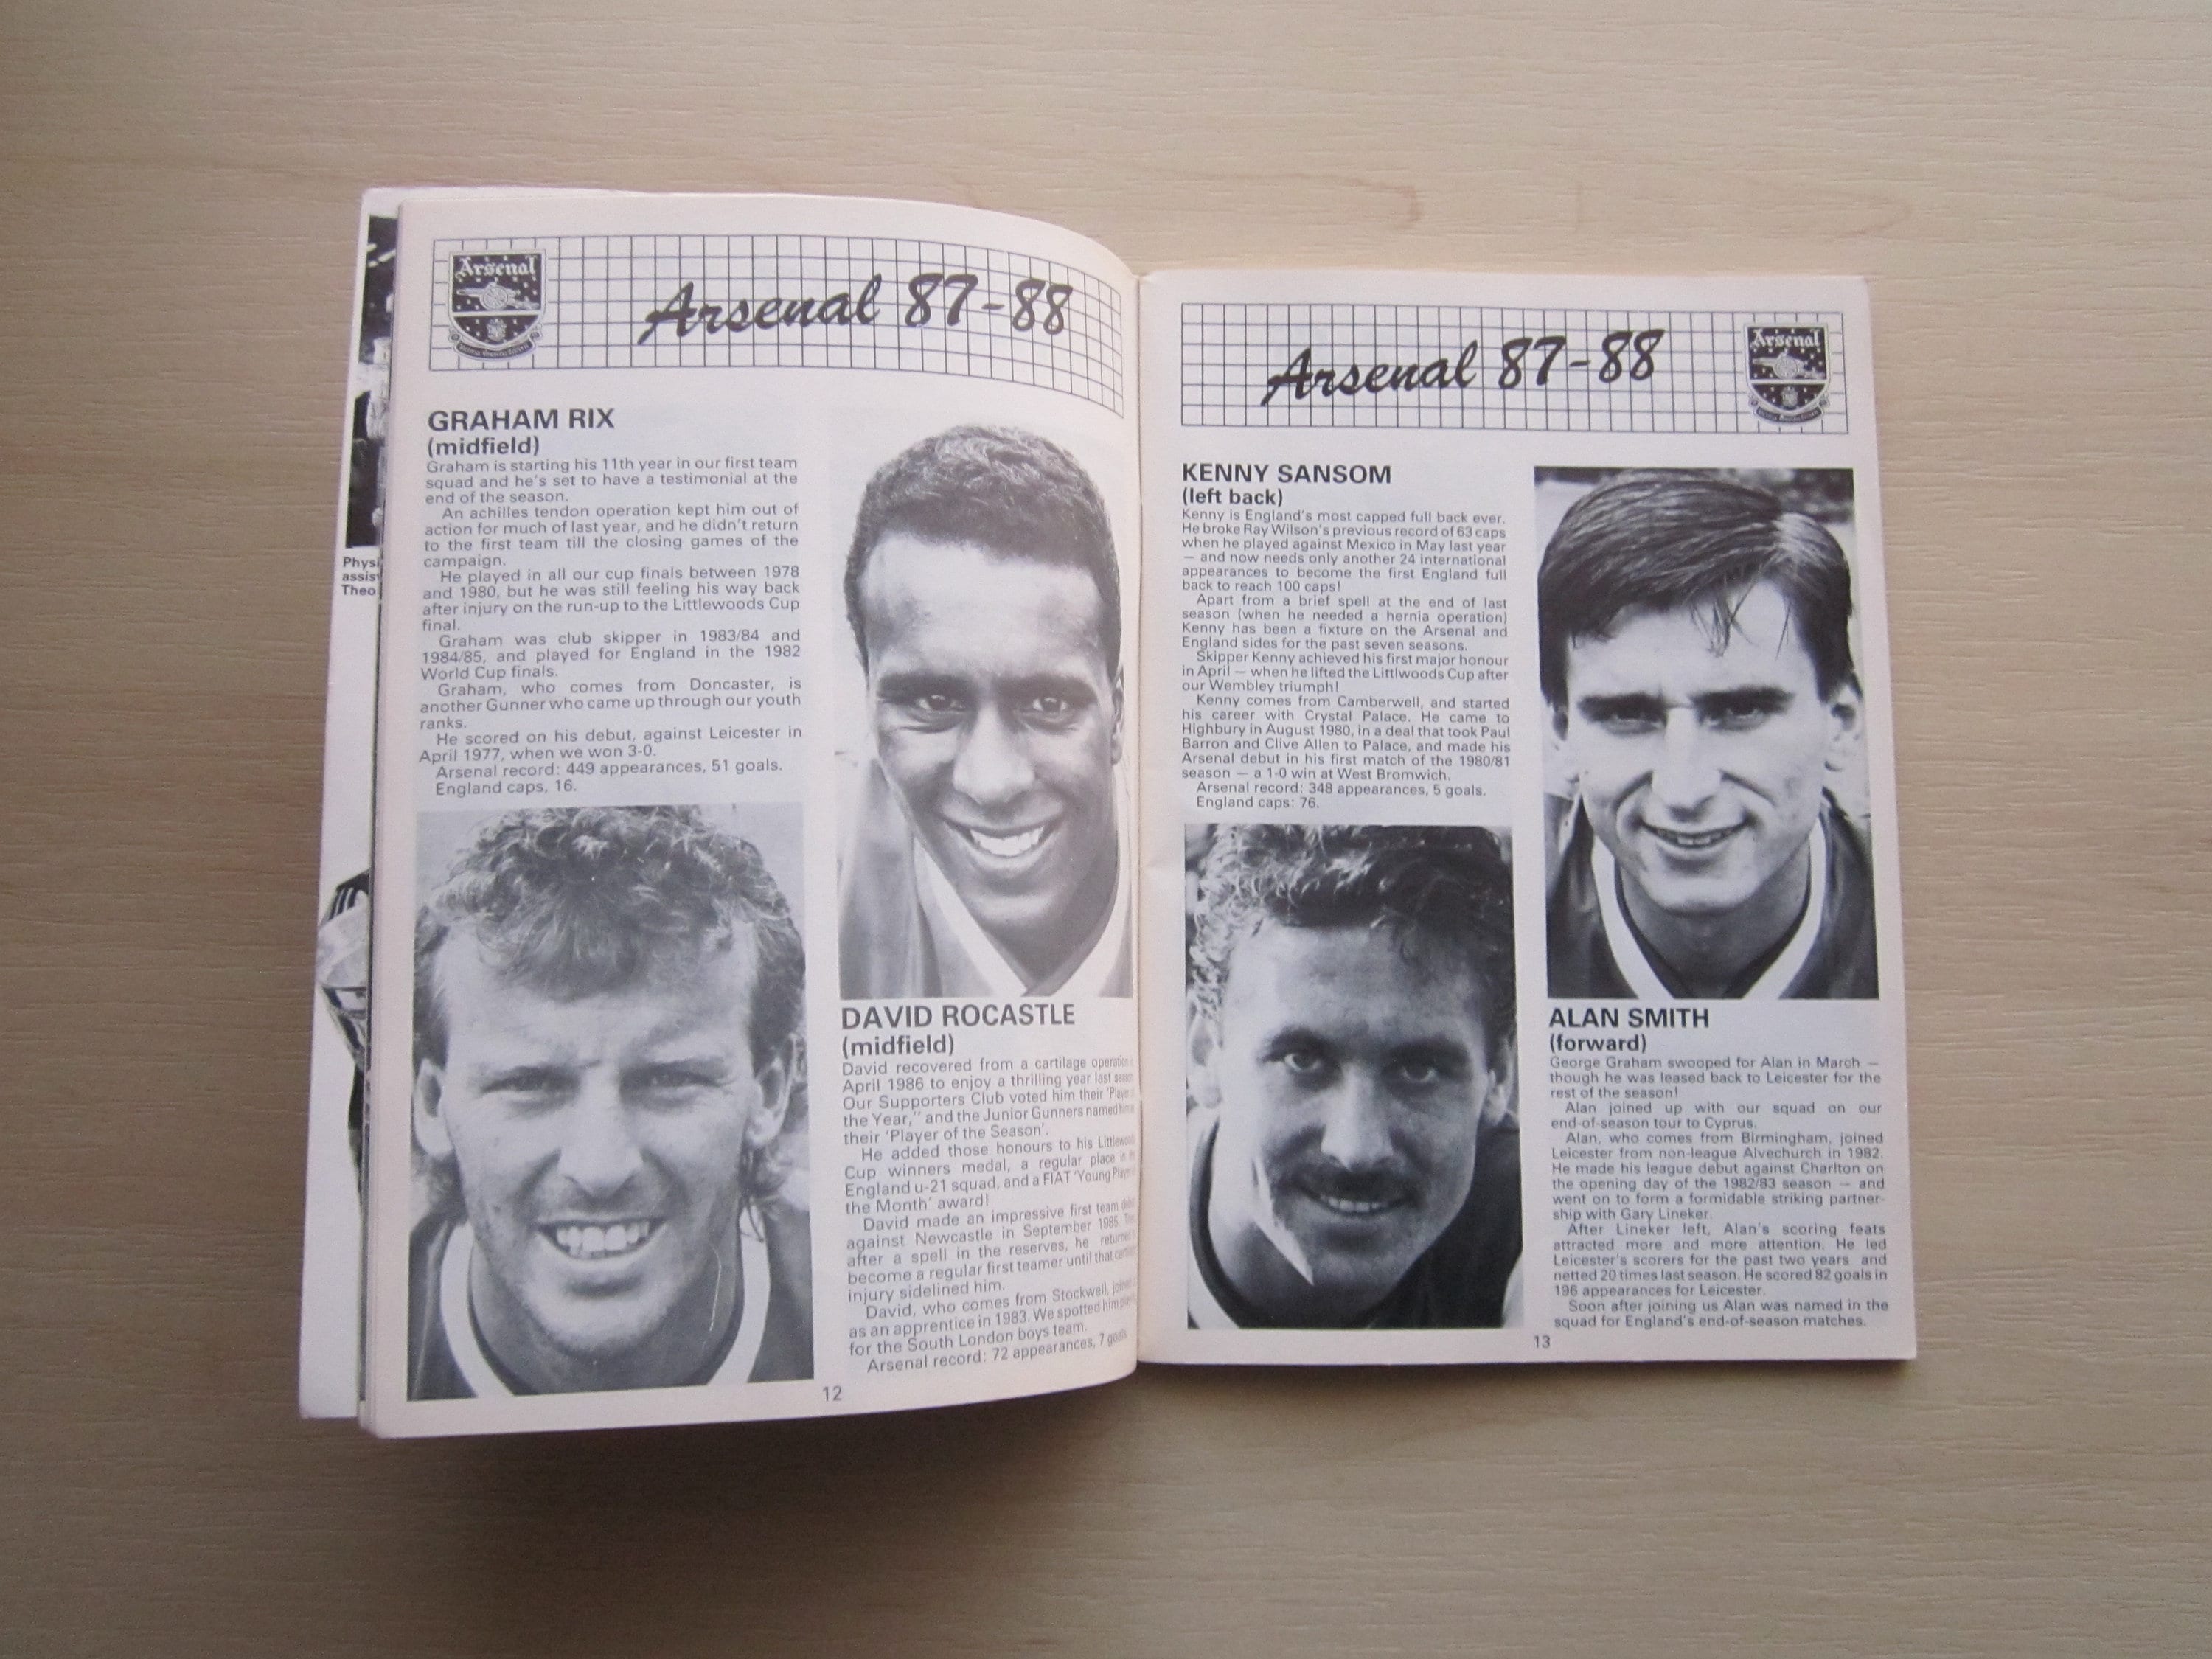 Physi
assis
Theo
Arsenal
Arsenal 87-88
GRAHAM RIX
(midfield)
Graham is starting his 11th year in our first team
squad and he's set to have a testimonial at the
end of the season.
An achilles tendon operation kept him out of
action for much of last year, and he didn't return
to the first team till the closing games of the
campaign.
He played in all our cup finals between 1978
and 1980, but he was still feeling his way back
after injury on the run-up to the Littlewoods Cup
final.
Graham was club skipper in 1983/84 and
1984/85, and played for England in the 1982
World Cup finals.
Graham, who comes from Doncaster, is
another Gunner who came up through our youth
ranks.
He scored on his debut, against Leicester in
April 1977, when we won 3-0.
Arsenal record: 449 appearances, 51 goals.
England caps, 16.
DAVID ROCASTLE
(midfield)
David recovered from a cartilage operation
April 1986 to enjoy a thrilling year last season
Our Supporters Club voted him their 'Player
the Year," and the Junior Gunners named him
their 'Player of the Season'.
He added those honours to his Littlewoo
Cup winners medal, a regular place in
England u-21 squad, and a FIAT 'Young Player
the Month' award!
David made an impressive first team
against Newcastle in September 1985.
after a spell in the reserves, he returned
become a regular first teamer until that
injury sidelined him.
David, who comes from Stockwell, joined
as an apprentice in 1983. We spotted him
for the South London boys team.
Arsenal record: 72 appearances, 7 goals
12
Arsenal 87-88
Arsenal
KENNY SANSOM
(left back)
Kenny is England's most capped full back ever.
He broke Ray Wilson's previous record of 63 caps
when he played against Mexico in May last year
— and now needs only another 24 international
appearances to become the first England full
back to reach 100 caps!
Apart from a brief spell at the end of last
season (when he needed a hernia operation)
Kenny has been a fixture on the Arsenal and
England sides for the past seven seasons.
Skipper Kenny achieved his first major honour
in April — when he lifted the Littlwoods Cup after
our Wembley triumph!
Kenny comes from Camberwell, and started
his career with Crystal Palace. He came to
Highbury in August 1980, in a deal that took Paul
Barron and Clive Allen to Palace, and made his
Arsenal debut in his first match of the 1980/81
season — a 1-0 win at West Bromwich.
Arsenal record: 348 appearances, 5 goals.
England caps: 76.
ALAN SMITH
(forward)
George Graham swooped for Alan in March —
though he was leased back to Leicester for the
rest of the season!
Alan joined up with our squad on our
end-of-season tour to Cyprus.
Alan, who comes from Birmingham, joined
Leicester from non-league Alvechurch in 1982.
He made his league debut against Charlton on
the opening day of the 1982/83 season — and
went on to form a formidable striking partner-
ship with Gary Lineker.
After Lineker left, Alan's scoring feats
attracted more and more attention. He led
Leicester's scorers for the past two years and
netted 20 times last season. He scored 82 goals in
196 appearances for Leicester.
Soon after joining us Alan was named in the
squad for England's end-of-season matches.
13